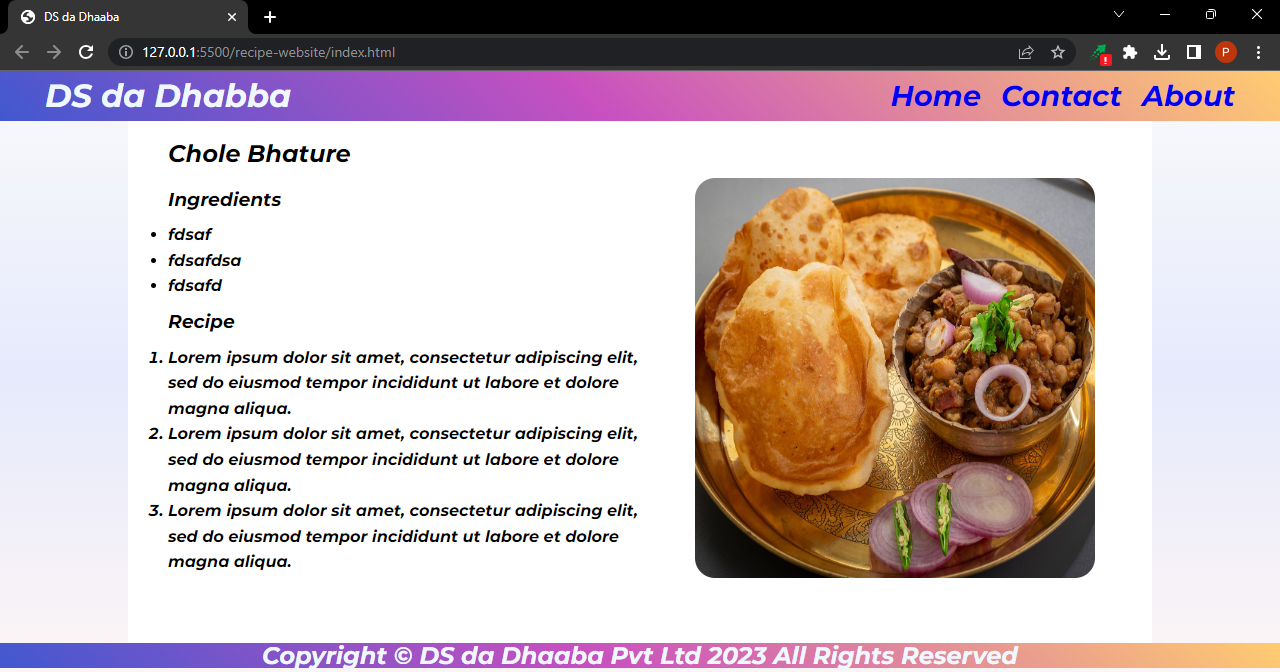 DS da Dhaaba
127.0.0.1:5500/recipe-website/index.html
P
DS da Dhabba
Home Contact About
Chole Bhature
Ingredients
• fdsaf
• fdsafdsa
• fdsafd
Recipe
1. Lorem ipsum dolor sit amet, consectetur adipiscing elit,
sed do eiusmod tempor incididunt ut labore et dolore
magna aliqua.
2. Lorem ipsum dolor sit amet, consectetur adipiscing elit,
sed do eiusmod tempor incididunt ut labore et dolore
magna aliqua.
3. Lorem ipsum dolor sit amet, consectetur adipiscing elit,
sed do eiusmod tempor incididunt ut labore et dolore
magna aliqua.
Copyright © DS da Dhaaba Pvt Ltd 2023 All Rights Reserved